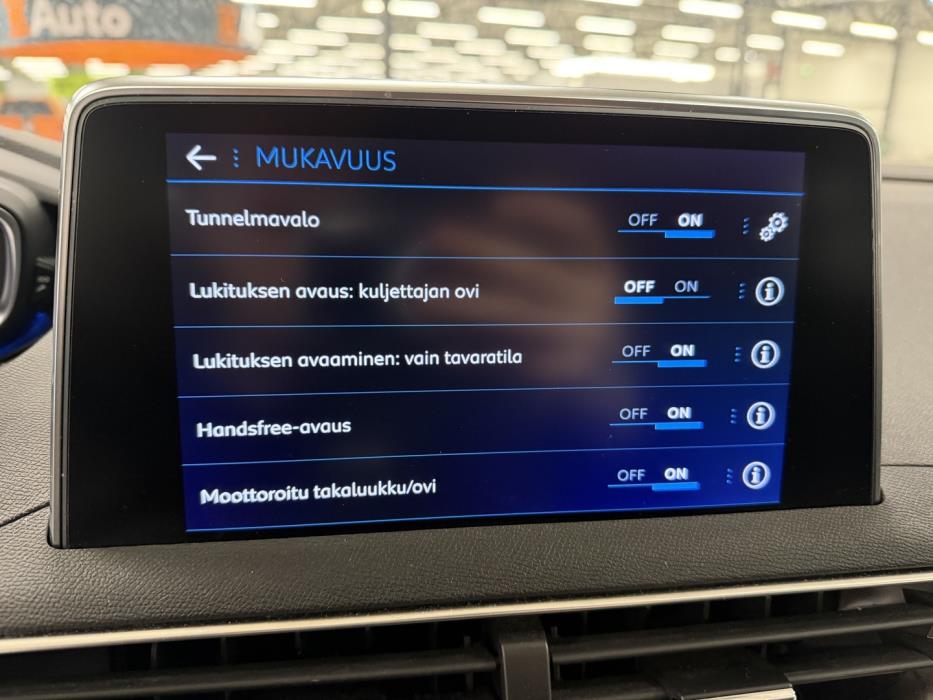 Auto
MUKAVUUS
Tunnelmavalo OFF ON
Lukituksen avaus: kuljettajan ovi OFF ON
Lukituksen avaaminen: vain tavaratila OFF ON
Handsfree-avaus OFF ON
Moottoroitu takaluukku/ovi OFF ON